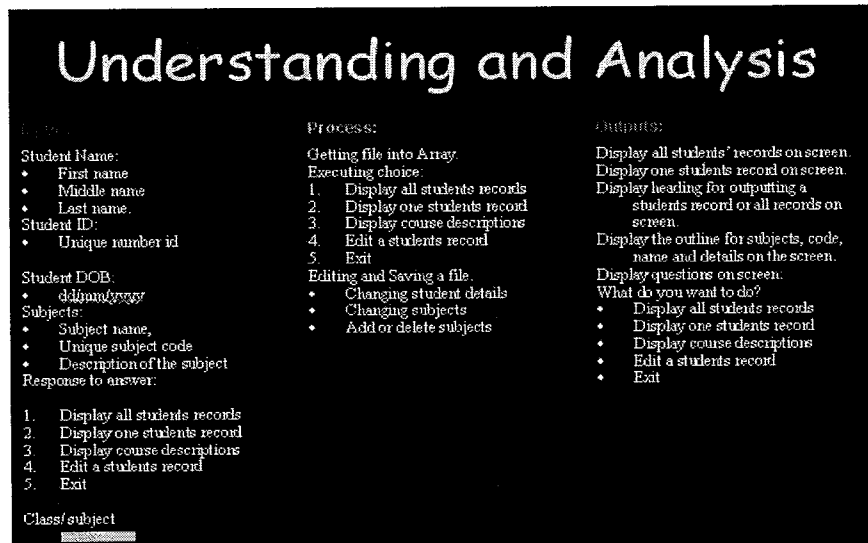 Understanding and Analysis
Student Name:
• First name
• Middle name
• Last name.
Student ID:
• Unique number id
Student DOB:
• dd/mm/yyyy
Subjects:
• Subject name,
• Unique subject code
• Description of the subject
Response to answer:
1. Display all students records
2. Display one students record
3. Display course descriptions
4. Edit a students record
5. Exit
Class/subject
Process:
Getting file into Array.
Executing choice:
1. Display all students records
2. Display one students record
3. Display course descriptions
4. Edit a students record
5. Exit
Editing and Saving a file.
• Changing student details
• Changing subjects
• Add or delete subjects
Outputs:
Display all students' records on screen.
Display one students record on screen.
Display heading for outputting a
students record or all records on
screen.
Display the outline for subjects, code,
name and details on the screen.
Display questions on screen:
What do you want to do?
• Display all students records
• Display one students record
• Display course descriptions
• Edit a students record
• Exit